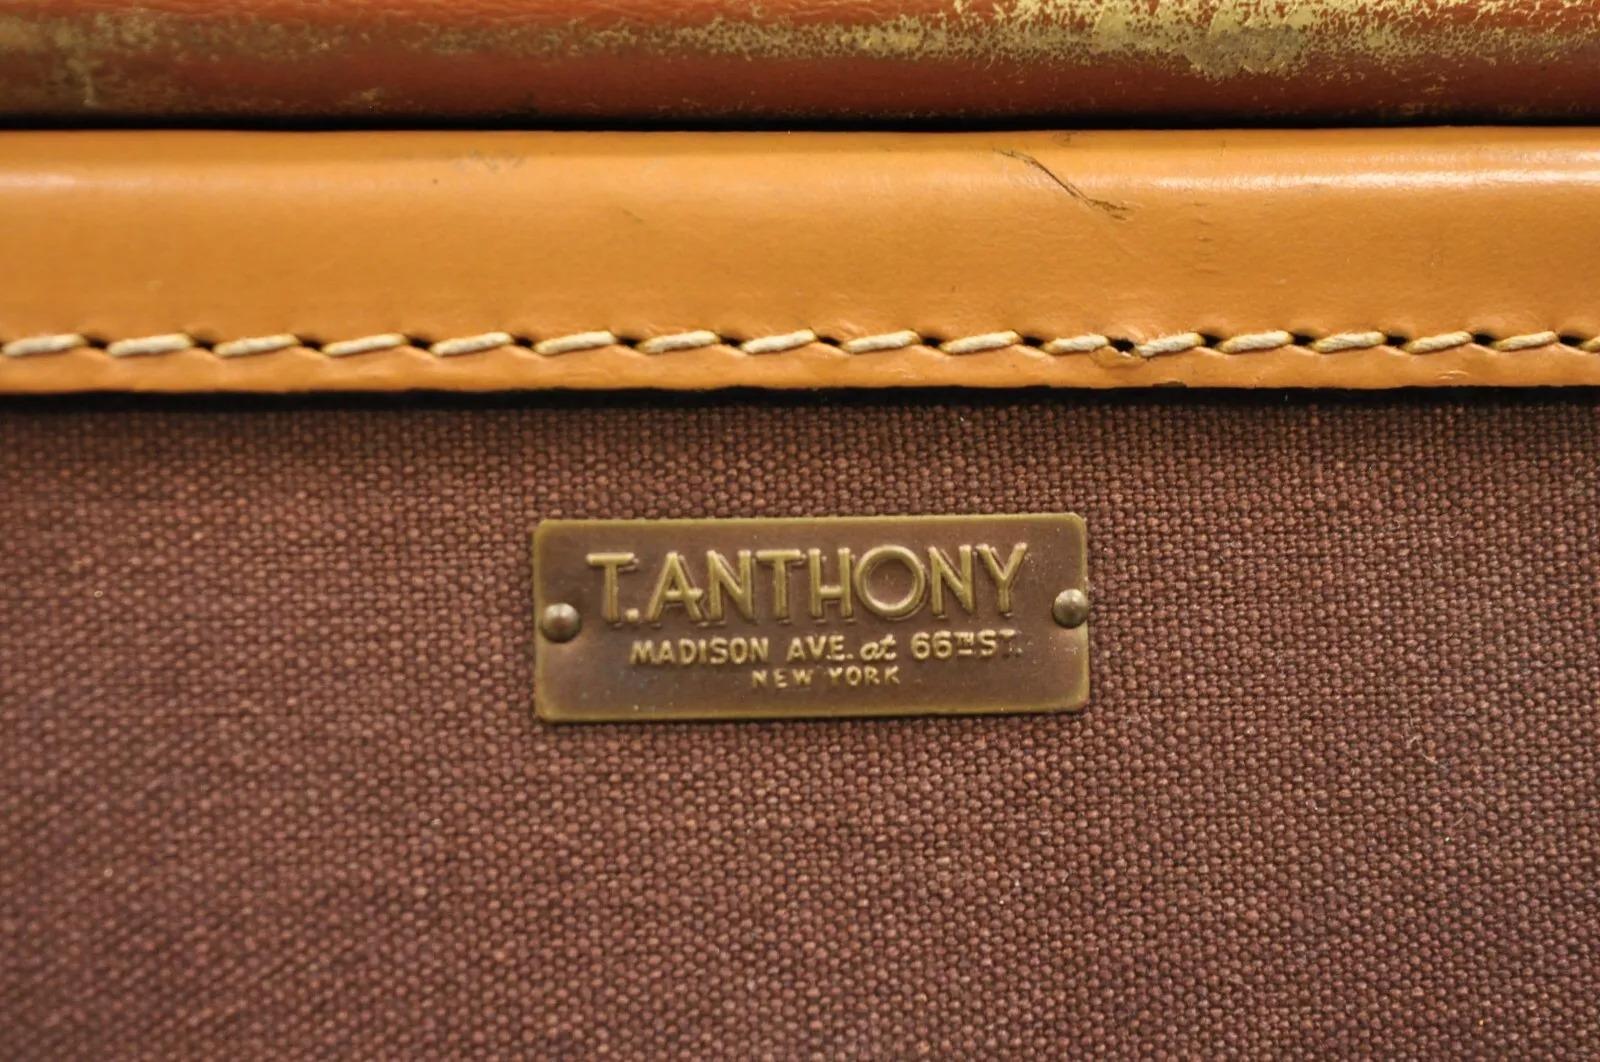 T. ANTHONY
MADISON AVE. at 66TH ST.
NEW YORK